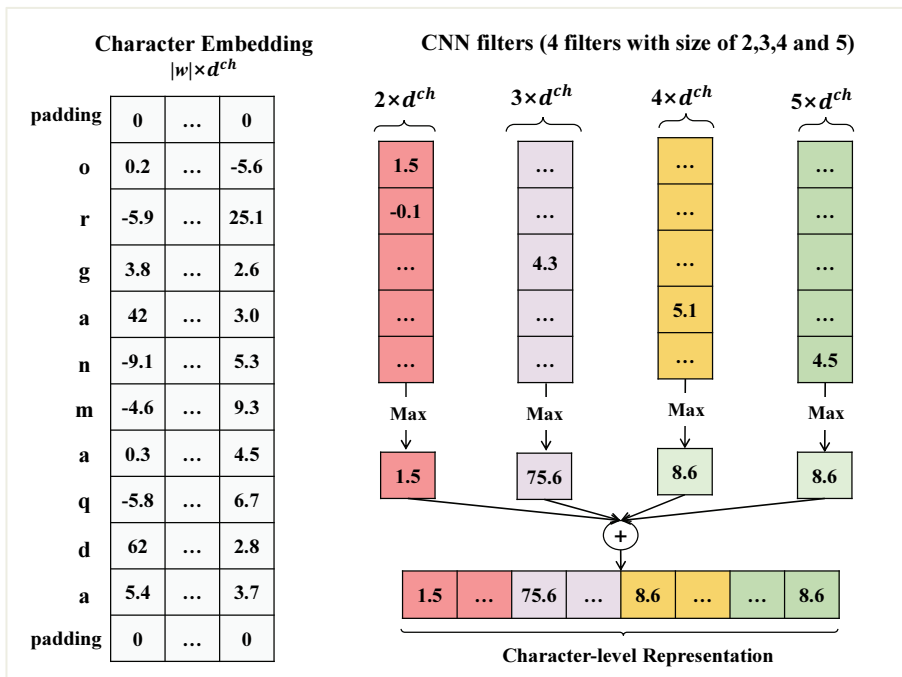 Character Embedding
|w|×d^ch
padding 0 ... 0
o 0.2 ... -5.6
r -5.9 ... 25.1
g 3.8 ... 2.6
a 42 ... 3.0
n -9.1 ... 5.3
m -4.6 ... 9.3
a 0.3 ... 4.5
q -5.8 ... 6.7
d 62 ... 2.8
a 5.4 ... 3.7
padding 0 ... 0
CNN filters (4 filters with size of 2,3,4 and 5)
2×d^ch 3×d^ch 4×d^ch 5×d^ch
1.5 ... ... ...
-0.1 ... ... ...
... 4.3 ... ...
... ... 5.1 ...
... ... ... 4.5
Max Max Max Max
1.5 75.6 8.6 8.6
+
1.5 ... 75.6 ... 8.6 ... ... 8.6
Character-level Representation